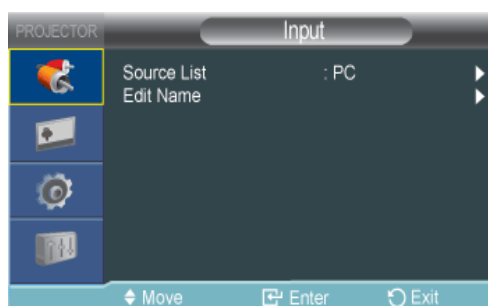 PROJECTOR Input
Source List : PC
Edit Name
Move Enter Exit